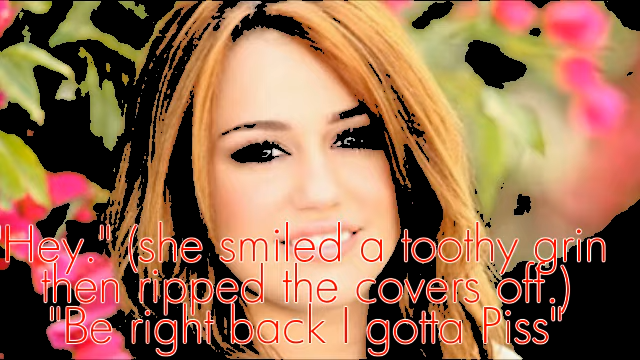 "Hey." (she smiled a toothy grin
then ripped the covers off.)
"Be right back I gotta Piss"